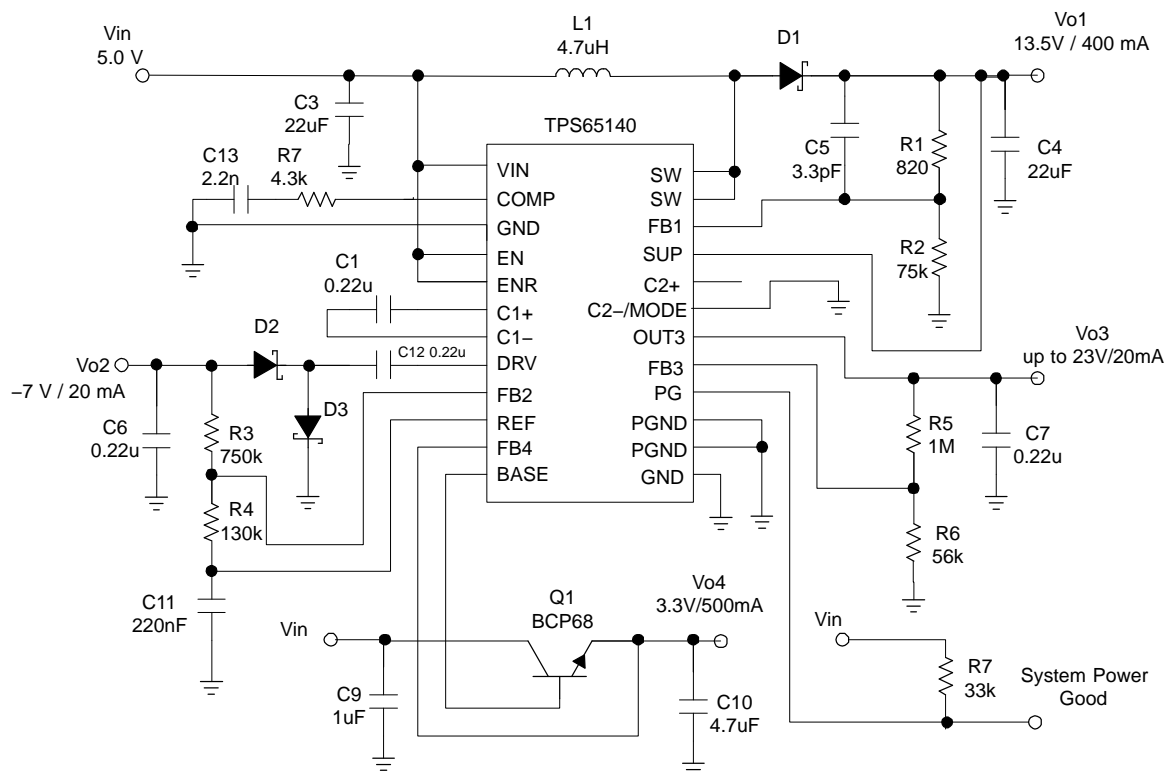 Vin
5.0 V
L1
4.7uH
D1
Vo1
13.5V / 400 mA
C3
22uF
TPS65140
C5
3.3pF
R1
820
C4
22uF
C13
2.2n
R7
4.3k
VIN
COMP
GND
EN
ENR
C1+
C1−
DRV
FB2
REF
FB4
BASE
SW
SW
FB1
SUP
C2+
C2−/MODE
OUT3
FB3
PG
PGND
PGND
GND
R2
75k
C1
0.22u
D2
C12 0.22u
Vo2
−7 V / 20 mA
D3
C6
0.22u
R3
750k
R4
130k
C11
220nF
Vo3
up to 23V/20mA
R5
1M
C7
0.22u
R6
56k
Vin
Q1
BCP68
Vo4
3.3V/500mA
C9
1uF
C10
4.7uF
Vin
R7
33k
System Power
Good